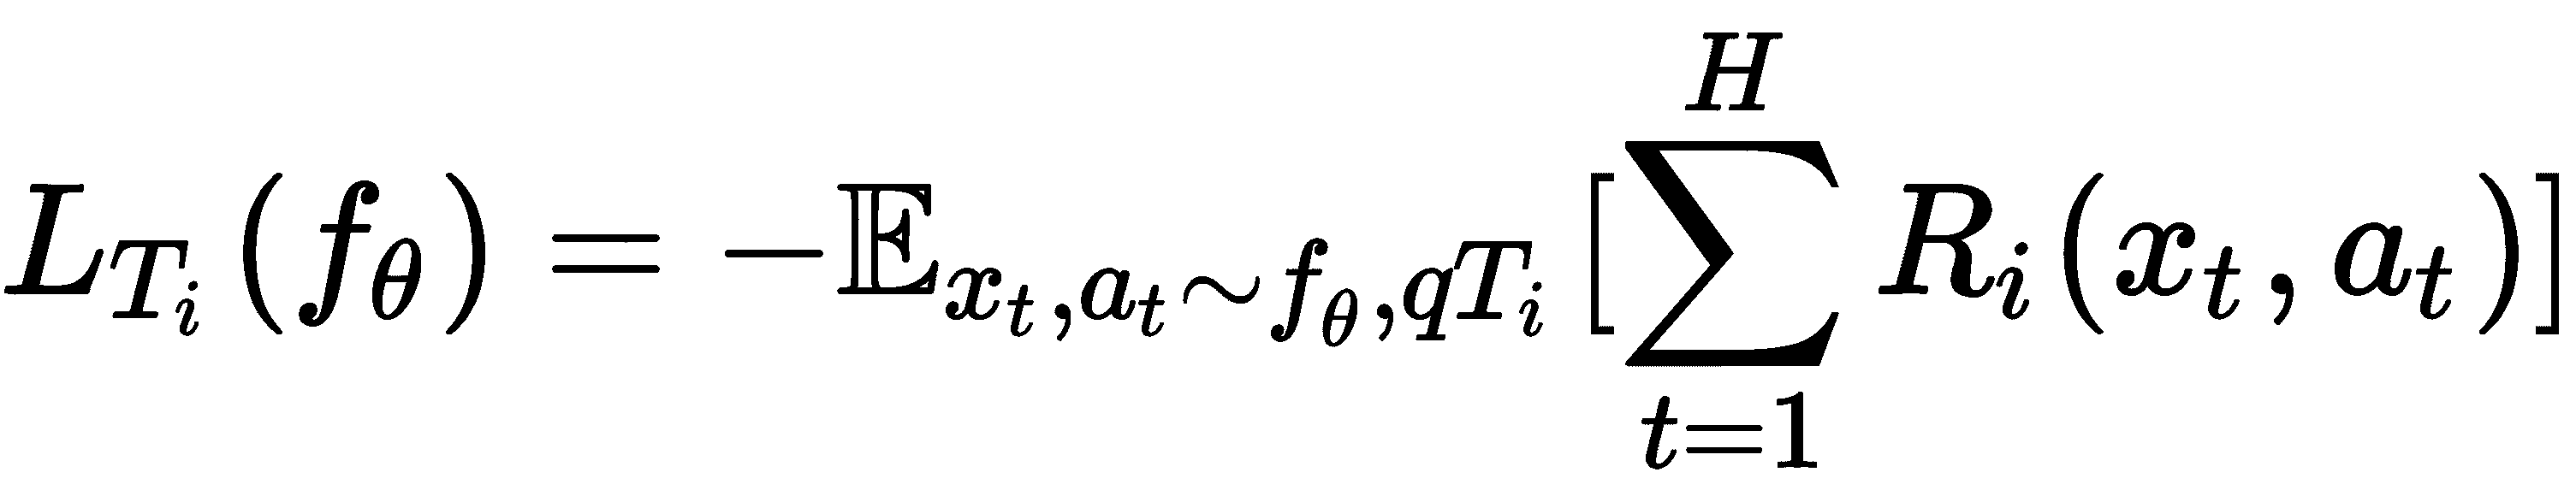 L_{T_i}(f_θ) = −𝔼_{x_t,a_t∼f_θ,qT_i}[∑_{t=1}^{H} R_i(x_t, a_t)]